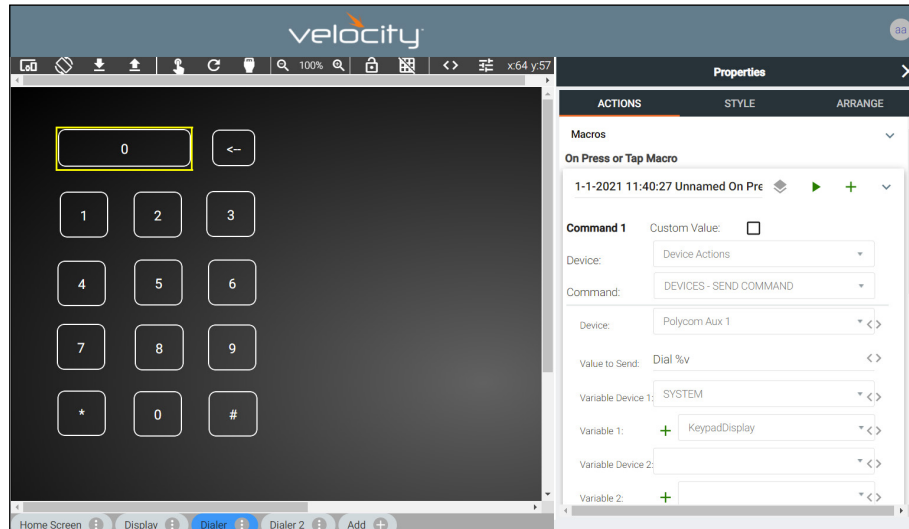 velocity
aa
100%
<>
x:64 y:57
Properties
ACTIONS STYLE ARRANGE
Macros
On Press or Tap Macro
1-1-2021 11:40:27 Unnamed On Pre
Command 1 Custom Value:
Device: Device Actions
Command: DEVICES - SEND COMMAND
Device: Polycom Aux 1 <>
Value to Send: Dial %v <>
Variable Device 1: SYSTEM <>
Variable 1: + KeypadDisplay <>
Variable Device 2: <>
Variable 2: + <>
0 <--
1 2 3
4 5 6
7 8 9
* 0 #
Home Screen Display Dialer Dialer 2 Add